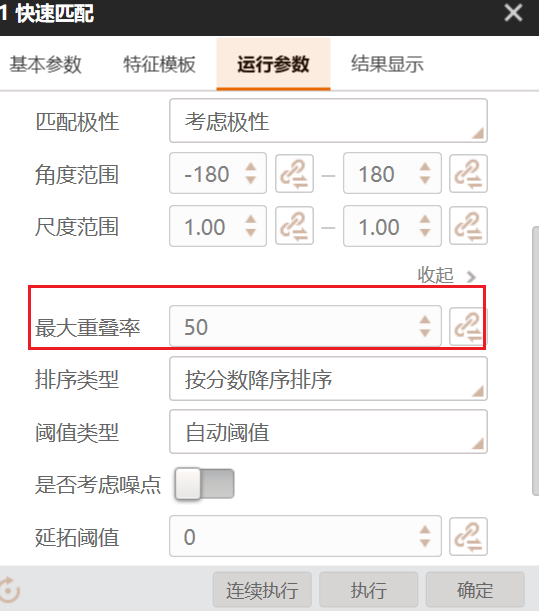 1 快速匹配
基本参数 特征模板 运行参数 结果显示
匹配极性 考虑极性
角度范围 -180 – 180
尺度范围 1.00 – 1.00
收起
最大重叠率 50
排序类型 按分数降序排序
阈值类型 自动阈值
是否考虑噪点
延拓阈值 0
连续执行 执行 确定